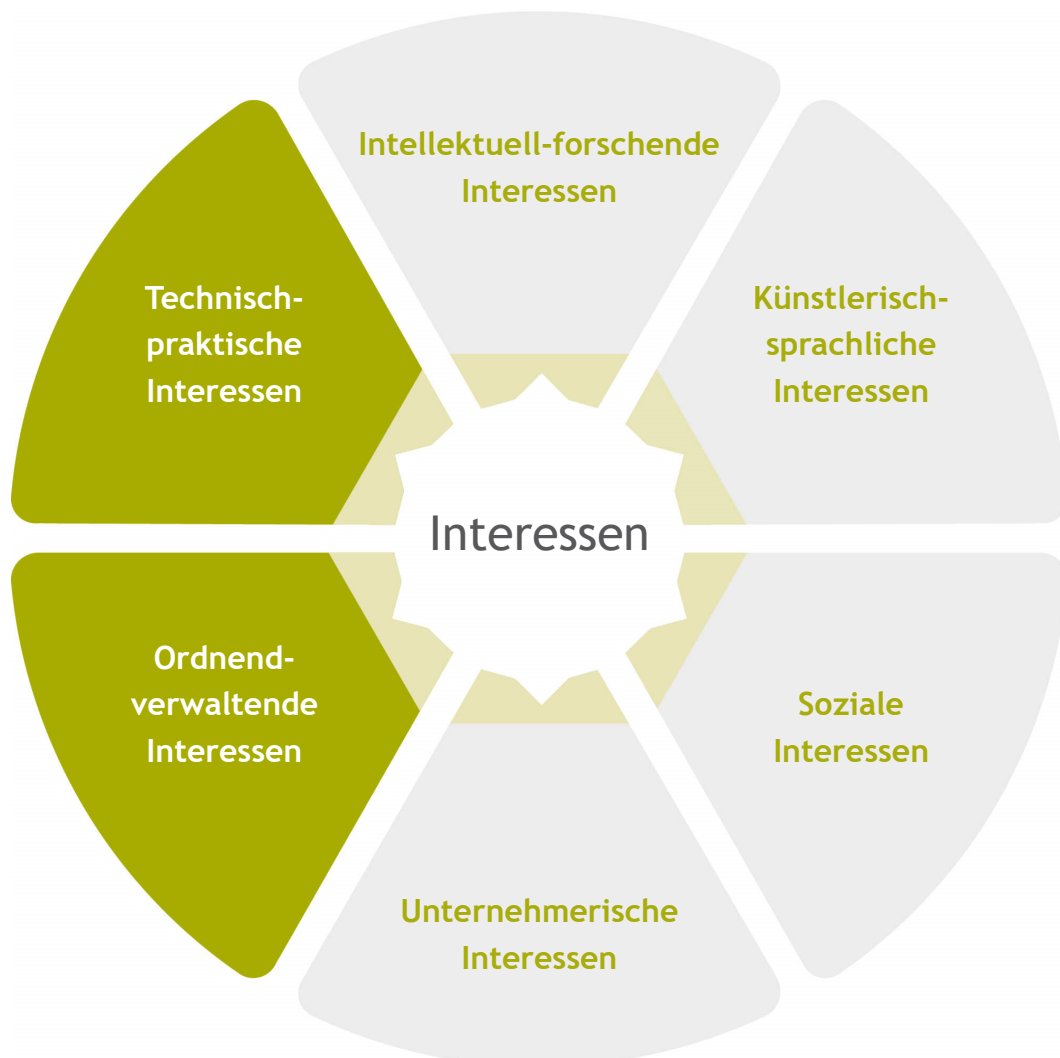 Intellektuell-forschende
Interessen
Technisch-
praktische
Interessen
Künstlerisch-
sprachliche
Interessen
Interessen
Ordnend-
verwaltende
Interessen
Soziale
Interessen
Unternehmerische
Interessen